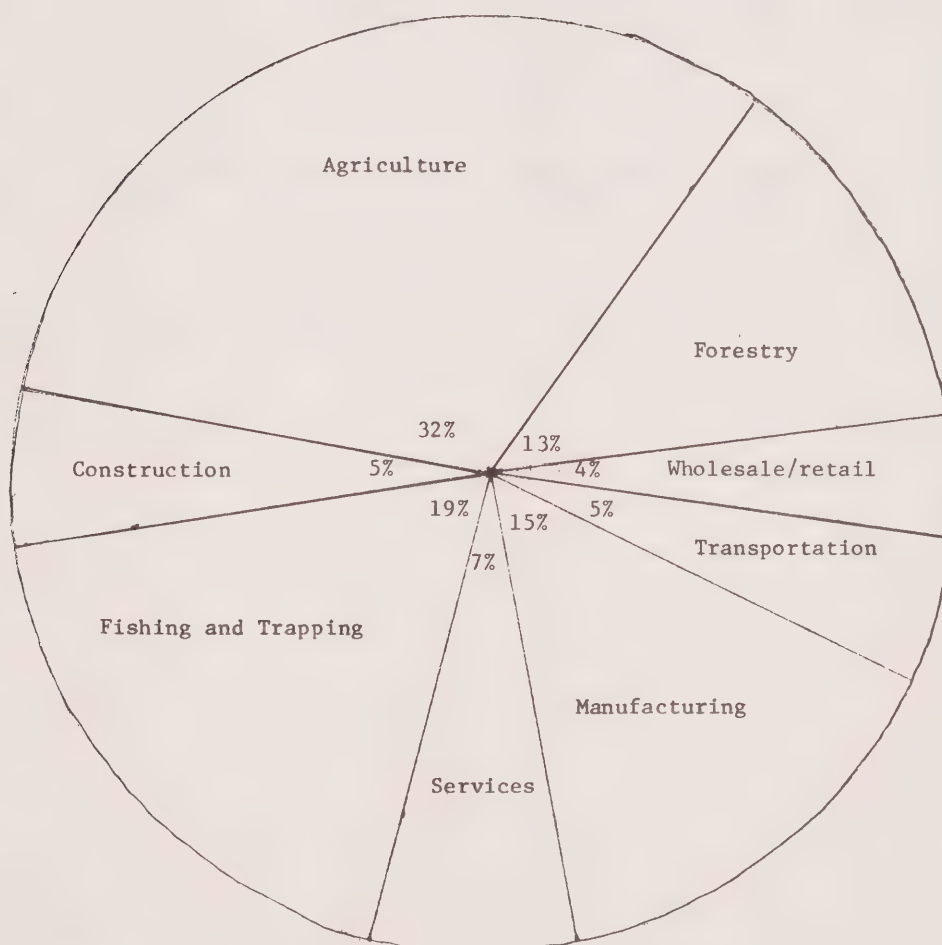 Agriculture
Forestry
32%
13%
Construction
5%
4%
Wholesale/retail
19%
15%
5%
Transportation
7%
Fishing and Trapping
Manufacturing
Services